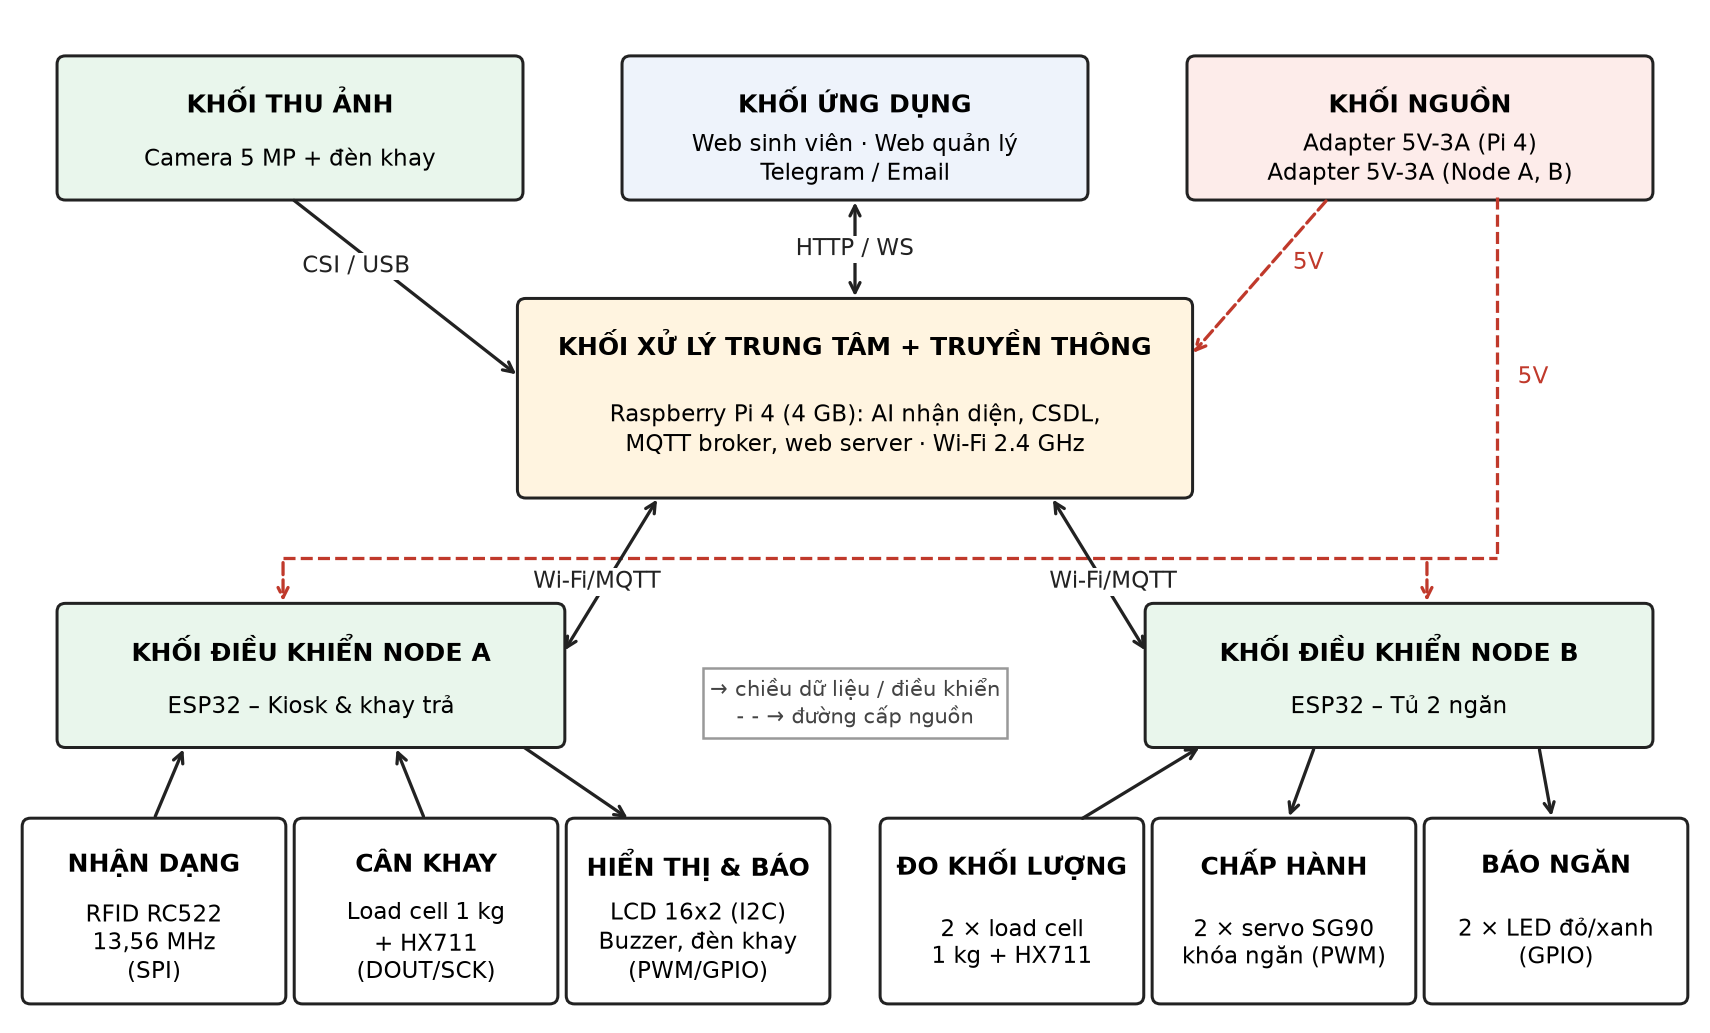 KHỐI THU ẢNH
Camera 5 MP + đèn khay
KHỐI ỨNG DỤNG
Web sinh viên · Web quản lý
Telegram / Email
KHỐI NGUỒN
Adapter 5V-3A (Pi 4)
Adapter 5V-3A (Node A, B)
CSI / USB
HTTP / WS
5V
5V
KHỐI XỬ LÝ TRUNG TÂM + TRUYỀN THÔNG
Raspberry Pi 4 (4 GB): AI nhận diện, CSDL,
MQTT broker, web server · Wi-Fi 2.4 GHz
Wi-Fi/MQTT
Wi-Fi/MQTT
KHỐI ĐIỀU KHIỂN NODE A
ESP32 – Kiosk & khay trả
→ chiều dữ liệu / điều khiển
- - → đường cấp nguồn
KHỐI ĐIỀU KHIỂN NODE B
ESP32 – Tủ 2 ngăn
NHẬN DẠNG
RFID RC522
13,56 MHz
(SPI)
CÂN KHAY
Load cell 1 kg
+ HX711
(DOUT/SCK)
HIỂN THỊ & BÁO
LCD 16x2 (I2C)
Buzzer, đèn khay
(PWM/GPIO)
ĐO KHỐI LƯỢNG
2 × load cell
1 kg + HX711
CHẤP HÀNH
2 × servo SG90
khóa ngăn (PWM)
BÁO NGĂN
2 × LED đỏ/xanh
(GPIO)